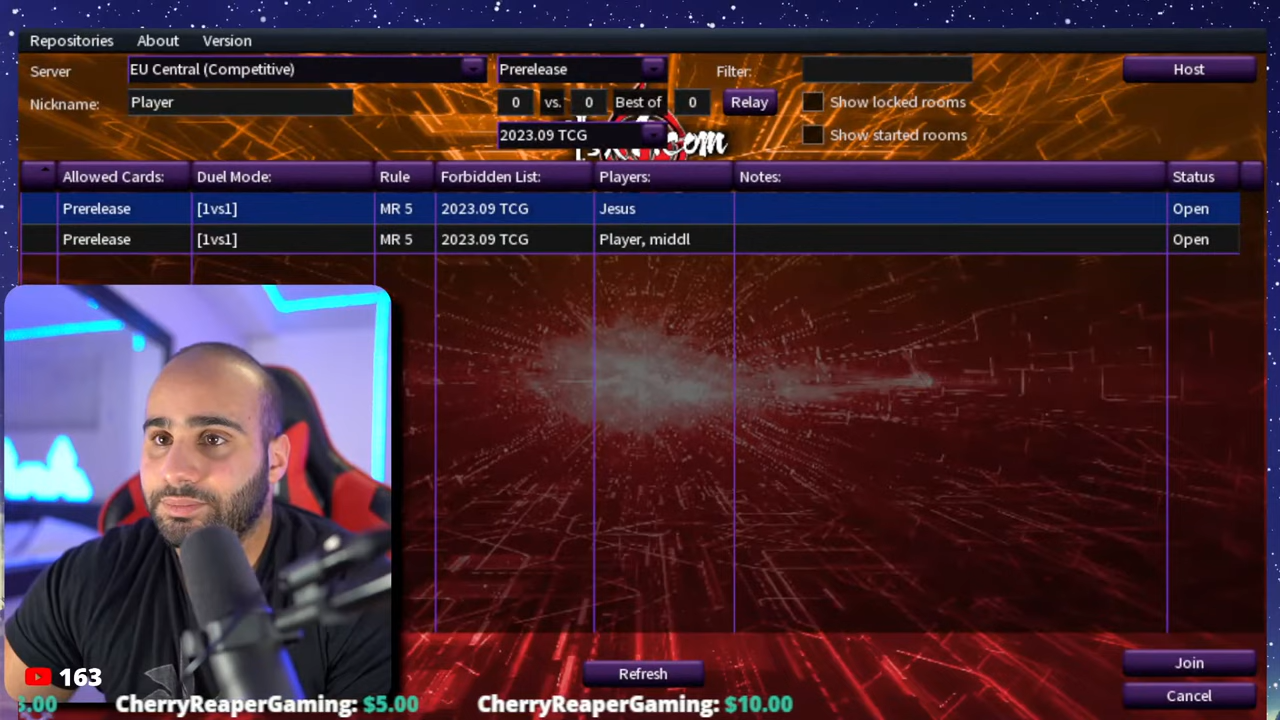 Repositories About Version
Server EU Central (Competitive) Prerelease Filter: Host
Nickname: Player 0 vs. 0 Best of 0 Relay Show locked rooms
2023.09 TCG .com Show started rooms
Allowed Cards: Duel Mode: Rule Forbidden List: Players: Notes: Status
Prerelease [1vs1] MR 5 2023.09 TCG Jesus Open
Prerelease [1vs1] MR 5 2023.09 TCG Player, middl Open
Refresh
Join
Cancel
163
3.00 CherryReaperGaming: $5.00 CherryReaperGaming: $10.00